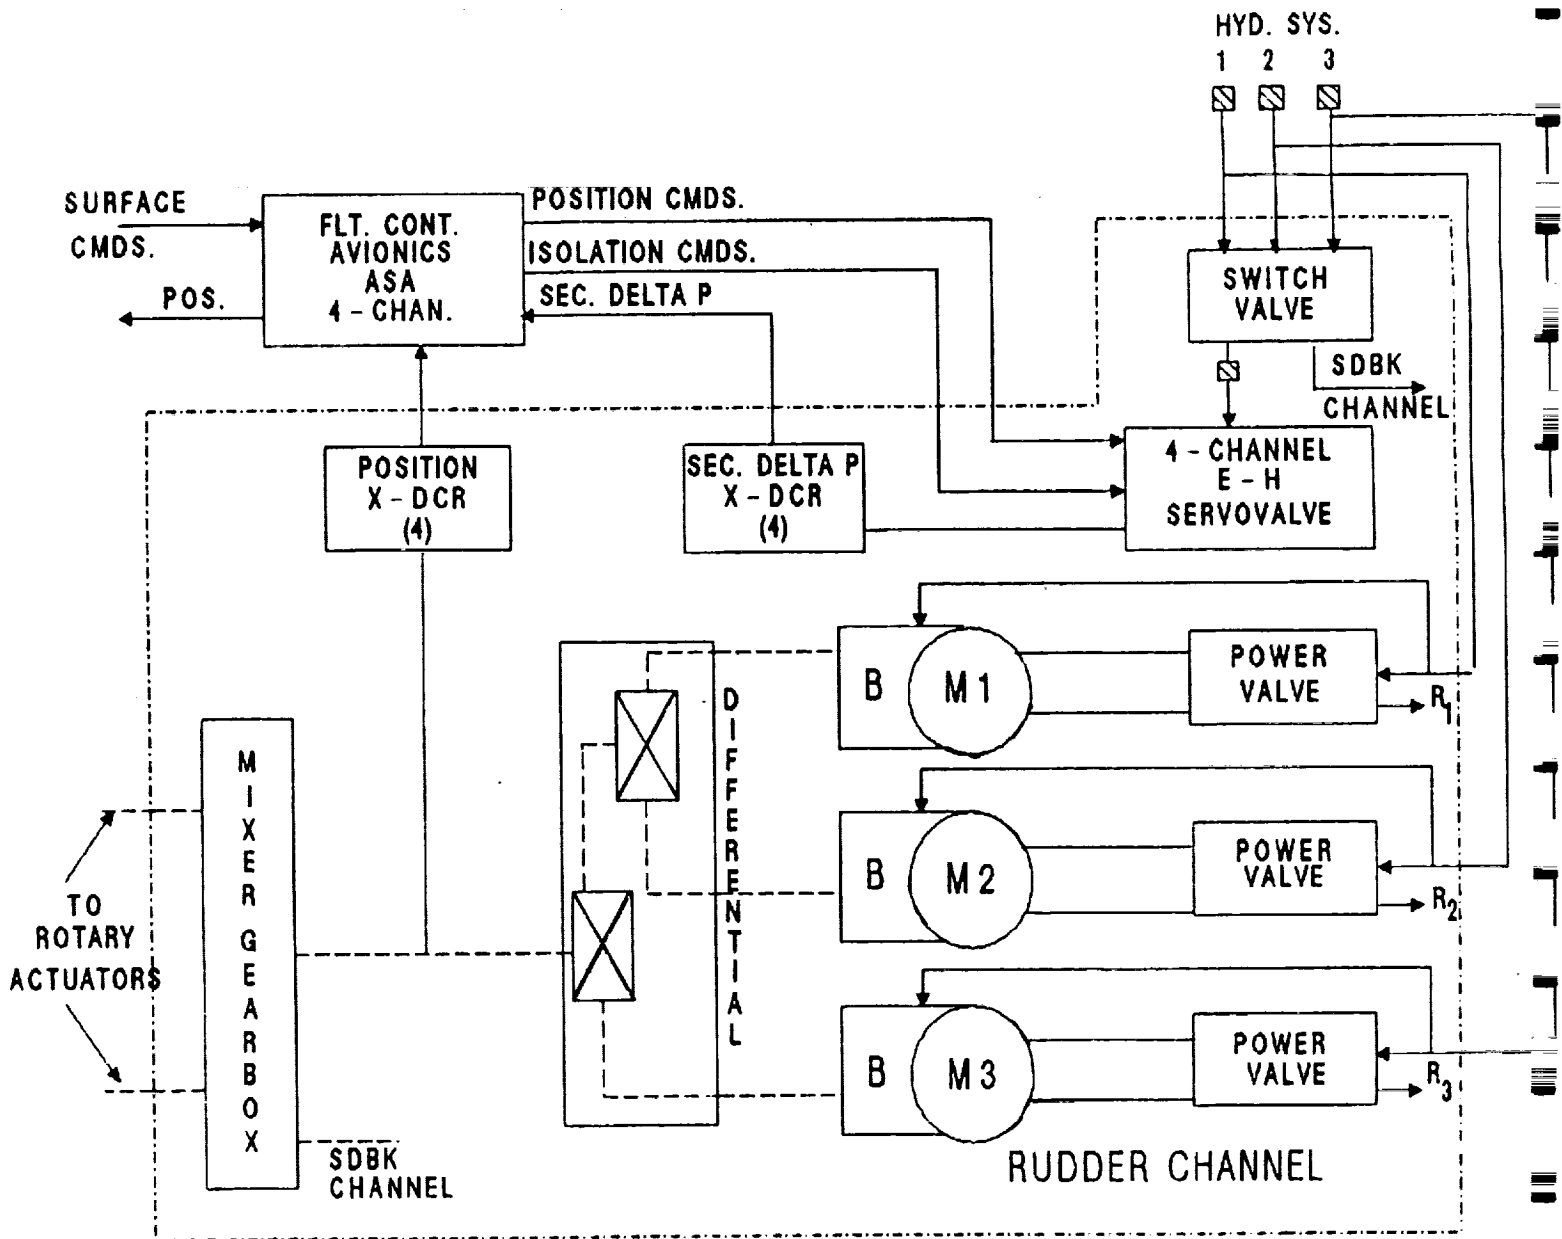 HYD. SYS.
1 2 3
SURFACE
CMDS.
POS.
FLT. CONT.
AVIONICS
ASA
4 - CHAN.
POSITION CMDS.
ISOLATION CMDS.
SEC. DELTA P
SWITCH
VALVE
SDBK
CHANNEL
POSITION
X - DCR
(4)
SEC. DELTA P
X - DCR
(4)
4 - CHANNEL
E - H
SERVOVALVE
B M1
POWER
VALVE
R1
DIFFERENTIAL
MIXER GEARBOX
B M2
POWER
VALVE
R2
TO
ROTARY
ACTUATORS
B M3
POWER
VALVE
R3
SDBK
CHANNEL
RUDDER CHANNEL